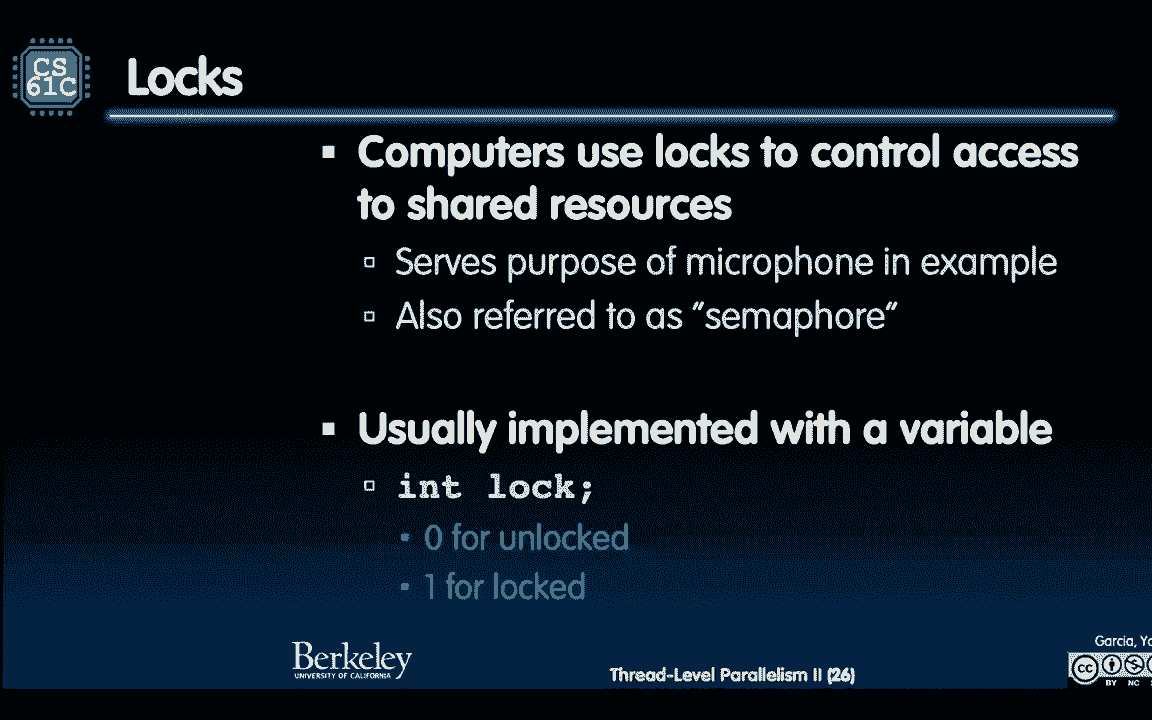 CS
61C
Locks
▪ Computers use locks to control access
to shared resources
▫ Serves purpose of microphone in example
▫ Also referred to as “semaphore”
▪ Usually implemented with a variable
▫ int lock;
• 0 for unlocked
• 1 for locked
Berkeley
UNIVERSITY OF CALIFORNIA
Thread-Level Parallelism II (26)
Garcia,
cc
BY NC